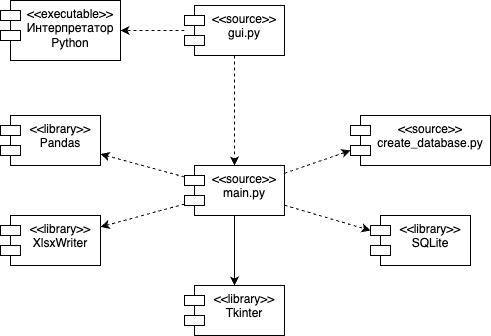 <<executable>>
Интерпретатор
Python
<<source>>
gui.py
<<library>>
Pandas
<<source>>
create_database.py
<<source>>
main.py
<<library>>
XlsxWriter
<<library>>
SQLite
<<library>>
Tkinter